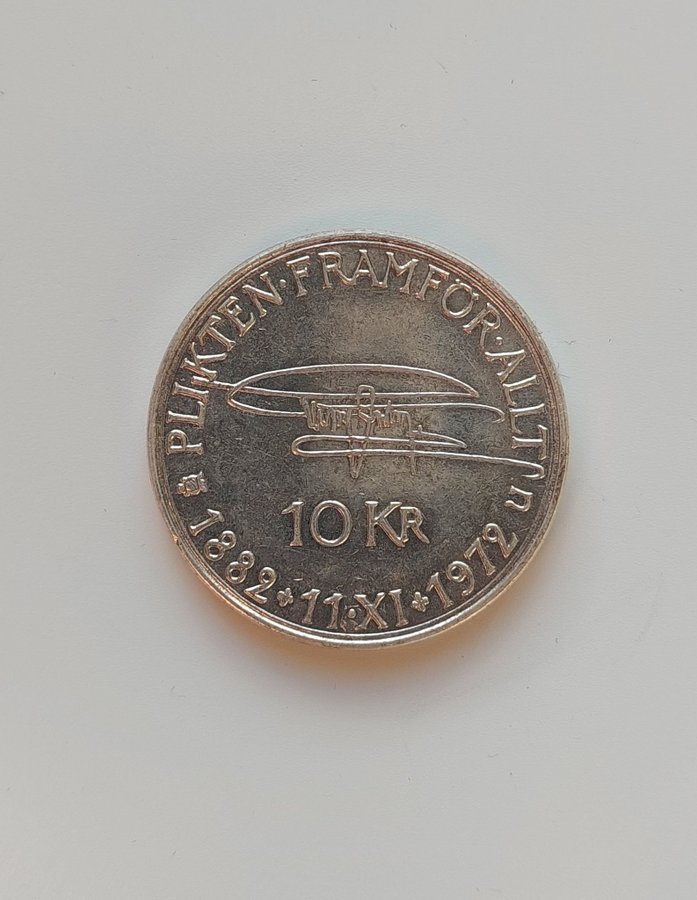 PLIKTEN·FRAMFÖR·ALLT
10 KR
U
1882 11·XI 1972